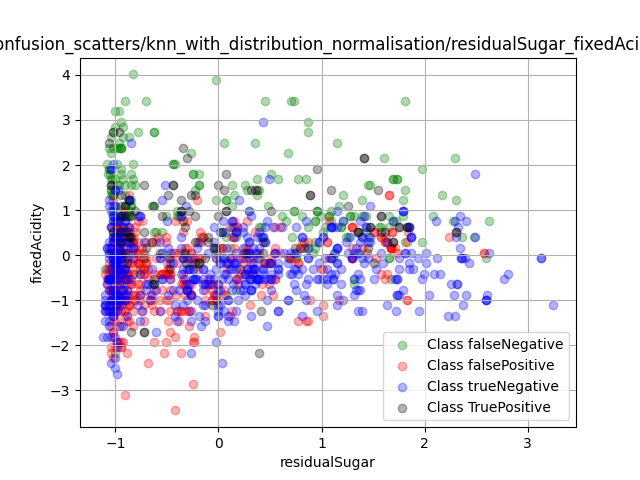 onfusion_scatters/knn_with_distribution_normalisation/residualSugar_fixedAci
4
3
2
1
0
−1
−2
−3
fixedAcidity
Class falseNegative
Class falsePositive
Class trueNegative
Class TruePositive
−1 0 1 2 3
residualSugar